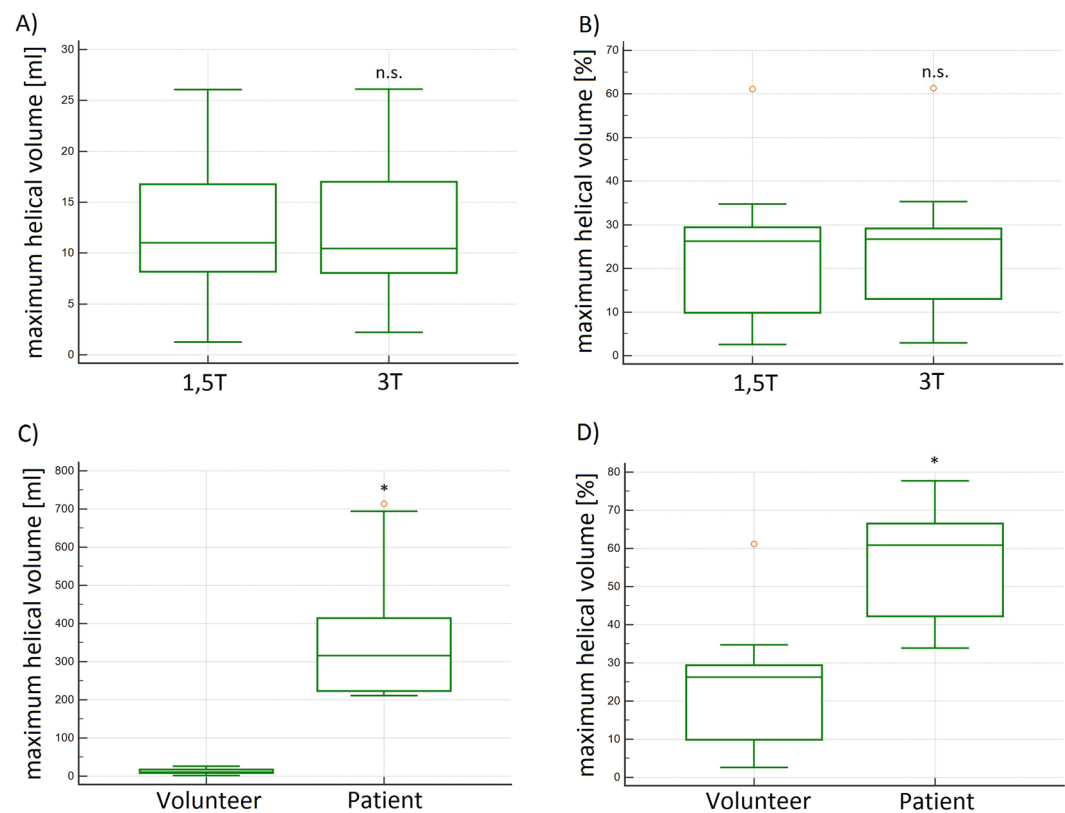 A)
maximum helical volume [ml]
30
25
20
15
10
5
0
n.s.
1,5T
3T
B)
maximum helical volume [%]
70
60
50
40
30
20
10
0
n.s.
1,5T
3T
C)
maximum helical volume [ml]
800
700
600
500
400
300
200
100
0
*
Volunteer
Patient
D)
maximum helical volume [%]
80
70
60
50
40
30
20
10
0
*
Volunteer
Patient